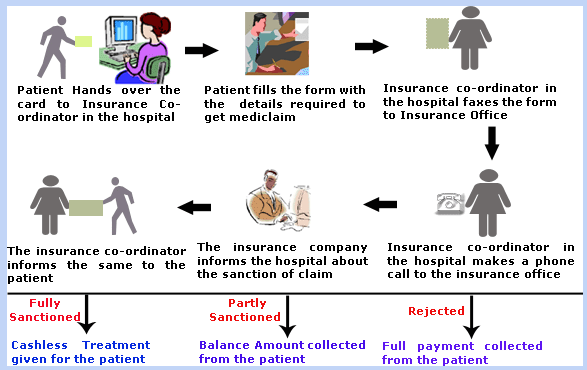 Patient Hands over the
card to Insurance Co-
ordinator in the hospital
Patient fills the form with
the details required to
get mediclaim
Insurance co-ordinator in
the hospital faxes the form
to Insurance Office
The insurance co-ordinator
informs the same to the
patient
The insurance company
informs the hospital about
the sanction of claim
Insurance co-ordinator in
the hospital makes a phone
call to the insurance office
Fully
Sanctioned
Partly
Sanctioned
Rejected
Cashless Treatment
given for the patient
Balance Amount collected
from the patient
Full payment collected
from the patient